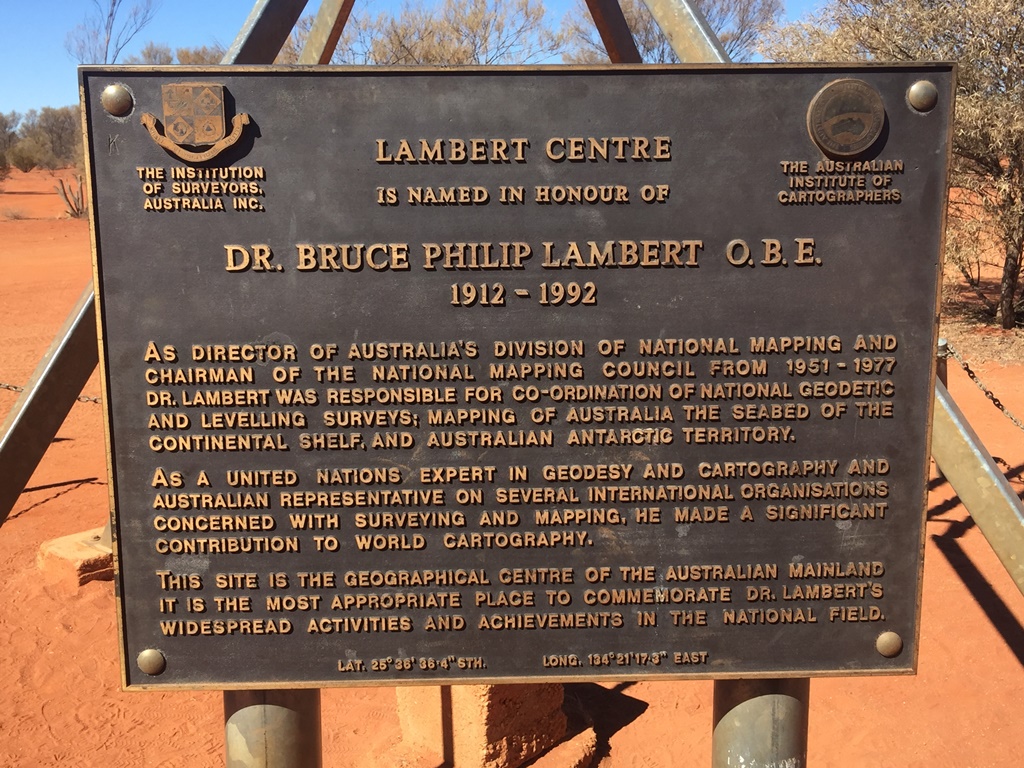 THE INSTITUTION
OF SURVEYORS,
AUSTRALIA INC.
THE AUSTRALIAN
INSTITUTE OF
CARTOGRAPHERS
LAMBERT CENTRE
IS NAMED IN HONOUR OF
DR. BRUCE PHILIP LAMBERT O.B.E.
1912 - 1992
AS DIRECTOR OF AUSTRALIA'S DIVISION OF NATIONAL MAPPING AND
CHAIRMAN OF THE NATIONAL MAPPING COUNCIL FROM 1951 - 1977
DR. LAMBERT WAS RESPONSIBLE FOR CO-ORDINATION OF NATIONAL GEODETIC
AND LEVELLING SURVEYS; MAPPING OF AUSTRALIA THE SEABED OF THE
CONTINENTAL SHELF, AND AUSTRALIAN ANTARCTIC TERRITORY.
AS A UNITED NATIONS EXPERT IN GEODESY AND CARTOGRAPHY AND
AUSTRALIAN REPRESENTATIVE ON SEVERAL INTERNATIONAL ORGANISATIONS
CONCERNED WITH SURVEYING AND MAPPING, HE MADE A SIGNIFICANT
CONTRIBUTION TO WORLD CARTOGRAPHY.
THIS SITE IS THE GEOGRAPHICAL CENTRE OF THE AUSTRALIAN MAINLAND
IT IS THE MOST APPROPRIATE PLACE TO COMMEMORATE DR. LAMBERT'S
WIDESPREAD ACTIVITIES AND ACHIEVEMENTS IN THE NATIONAL FIELD.
LAT. 25° 36' 36·4" STH. LONG. 134° 21' 17·3" EAST